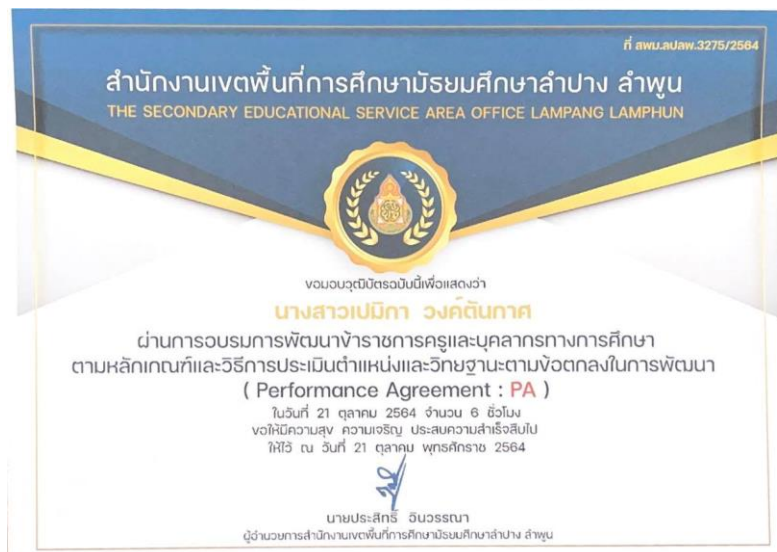 ที่ สพม.ลปลพ.3275/2564
สำนักงานเขตพื้นที่การศึกษามัธยมศึกษาลำปาง ลำพูน
THE SECONDARY EDUCATIONAL SERVICE AREA OFFICE LAMPANG LAMPHUN
ขอมอบวุฒิบัตรฉบับนี้เพื่อแสดงว่า
นางสาวเปมิกา วงค์ตันกาศ
ผ่านการอบรมการพัฒนาข้าราชการครูและบุคลากรทางการศึกษา
ตามหลักเกณฑ์และวิธีการประเมินตำแหน่งและวิทยฐานะตามข้อตกลงในการพัฒนา
( Performance Agreement : PA )
ในวันที่ 21 ตุลาคม 2564 จำนวน 6 ชั่วโมง
ขอให้มีความสุข ความเจริญ ประสบความสำเร็จสืบไป
ให้ไว้ ณ วันที่ 21 ตุลาคม พุทธศักราช 2564
นายประสิทธิ์ อินวรรณา
ผู้อำนวยการสำนักงานเขตพื้นที่การศึกษามัธยมศึกษาลำปาง ลำพูน